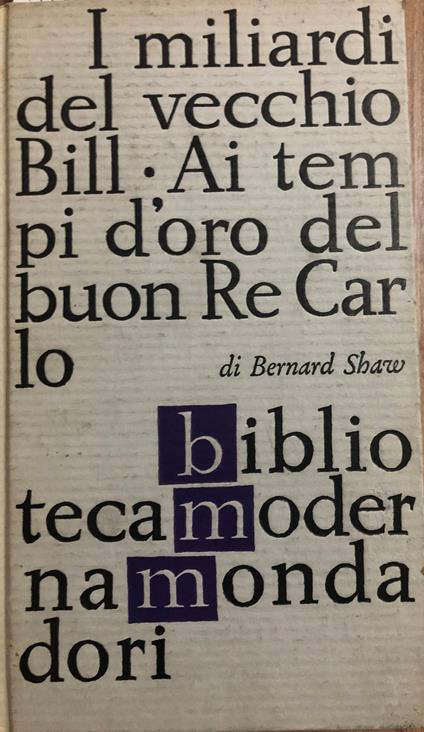 I miliardi
del vecchio
Bill · Ai tem
pi d'oro del
buon Re Car
lo
di Bernard Shaw
biblio
teca moder
na monda
dori